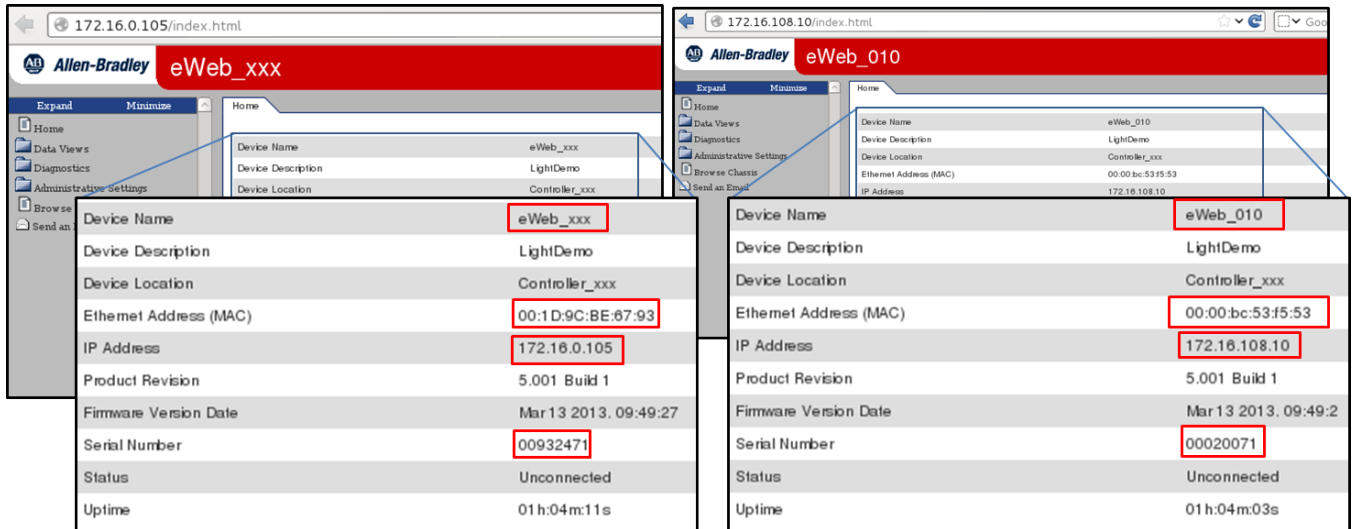 172.16.0.105/index.html
AB Allen-Bradley eWeb_xxx
Expand Minimize
Home
Data Views
Diagnostics
Administrative Settings
Browse
Send an
Home
Device Name eWeb_xxx
Device Description LightDemo
Device Location Controller_xxx
Device Name eWeb_xxx
Device Description LightDemo
Device Location Controller_xxx
Ethernet Address (MAC) 00:1D:9C:BE:67:93
IP Address 172.16.0.105
Product Revision 5.001 Build 1
Firmware Version Date Mar 13 2013, 09:49:27
Serial Number 00932471
Status Unconnected
Uptime 01h:04m:11s
172.16.108.10/index.html Goo
AB Allen-Bradley eWeb_010
Expand Minimize
Home
Data Views
Diagnostics
Administrative Settings
Browse Chassis
Send an Email
Home
Device Name eWeb_010
Device Description LightDemo
Device Location Controller_xxx
Ethernet Address (MAC) 00:00:bc:53:f5:53
IP Address 172.16.108.10
Device Name eWeb_010
Device Description LightDemo
Device Location Controller_xxx
Ethernet Address (MAC) 00:00:bc:53:f5:53
IP Address 172.16.108.10
Product Revision 5.001 Build 1
Firmware Version Date Mar 13 2013, 09:49:2
Serial Number 00020071
Status Unconnected
Uptime 01h:04m:03s